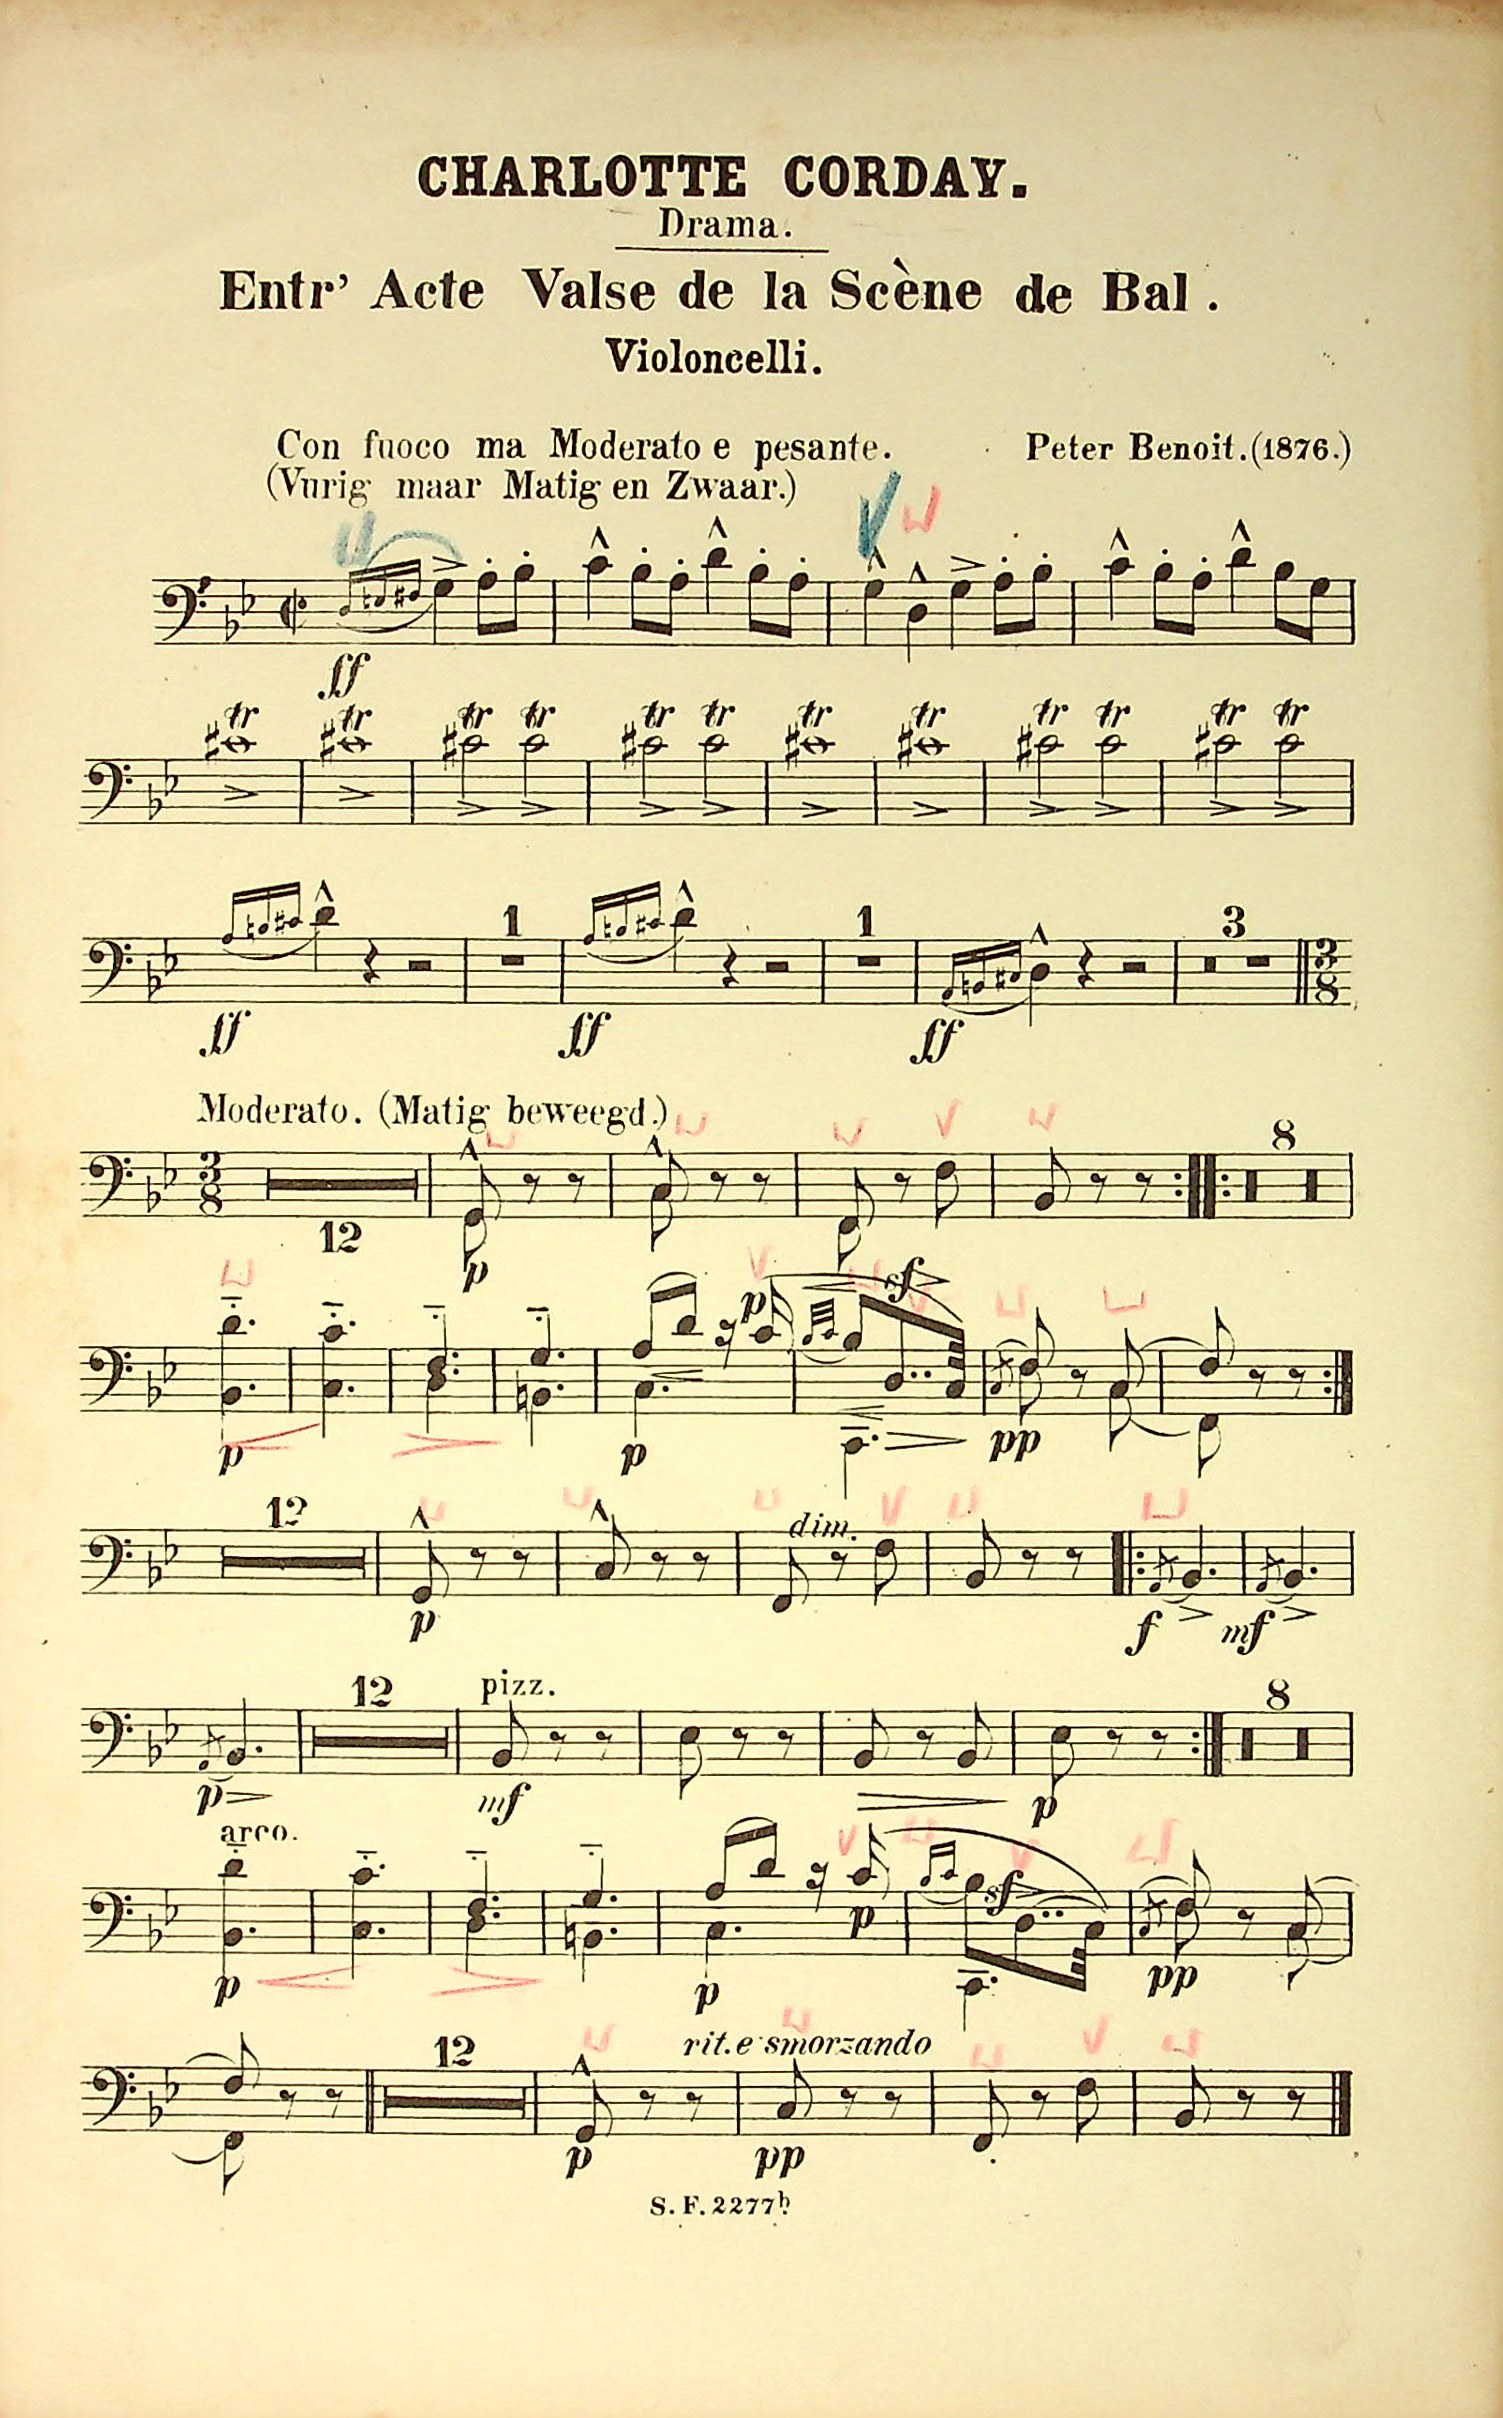 CHARLOTTE CORDAY.
Drama.
Entr' Acte Valse de la Scène de Bal.
Violoncelli.
Con fuoco ma Moderato e pesante.
Peter Benoit.(1876.)
(Vurig maar Matig en Zwaar.)
ff
tr tr tr tr tr tr tr tr tr tr tr tr
1 1 3
3 8
ff ff ff
Moderato. (Matig beweegd.)
3 8
8
12
p
p sf
p p pp
12
dim.
p f mf
12 pizz. 8
p mf p
arco.
sf
p
p p pp
12 rit. e smorzando
p pp
S. F. 2277b